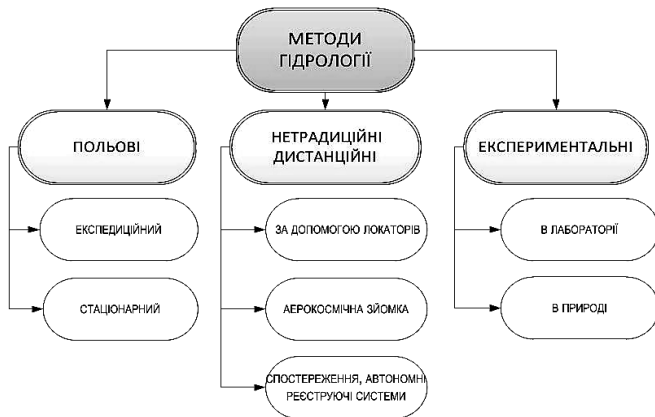 МЕТОДИ
ГІДРОЛОГІЇ
ПОЛЬОВІ
НЕТРАДИЦІЙНІ
ДИСТАНЦІЙНІ
ЕКСПЕРИМЕНТАЛЬНІ
ЕКСПЕДИЦІЙНИЙ
ЗА ДОПОМОГОЮ ЛОКАТОРІВ
В ЛАБОРАТОРІЇ
СТАЦІОНАРНИЙ
АЕРОКОСМІЧНА ЗЙОМКА
В ПРИРОДІ
СПОСТЕРЕЖЕННЯ, АВТОНОМНІ
РЕЄСТРУЮЧІ СИСТЕМИ